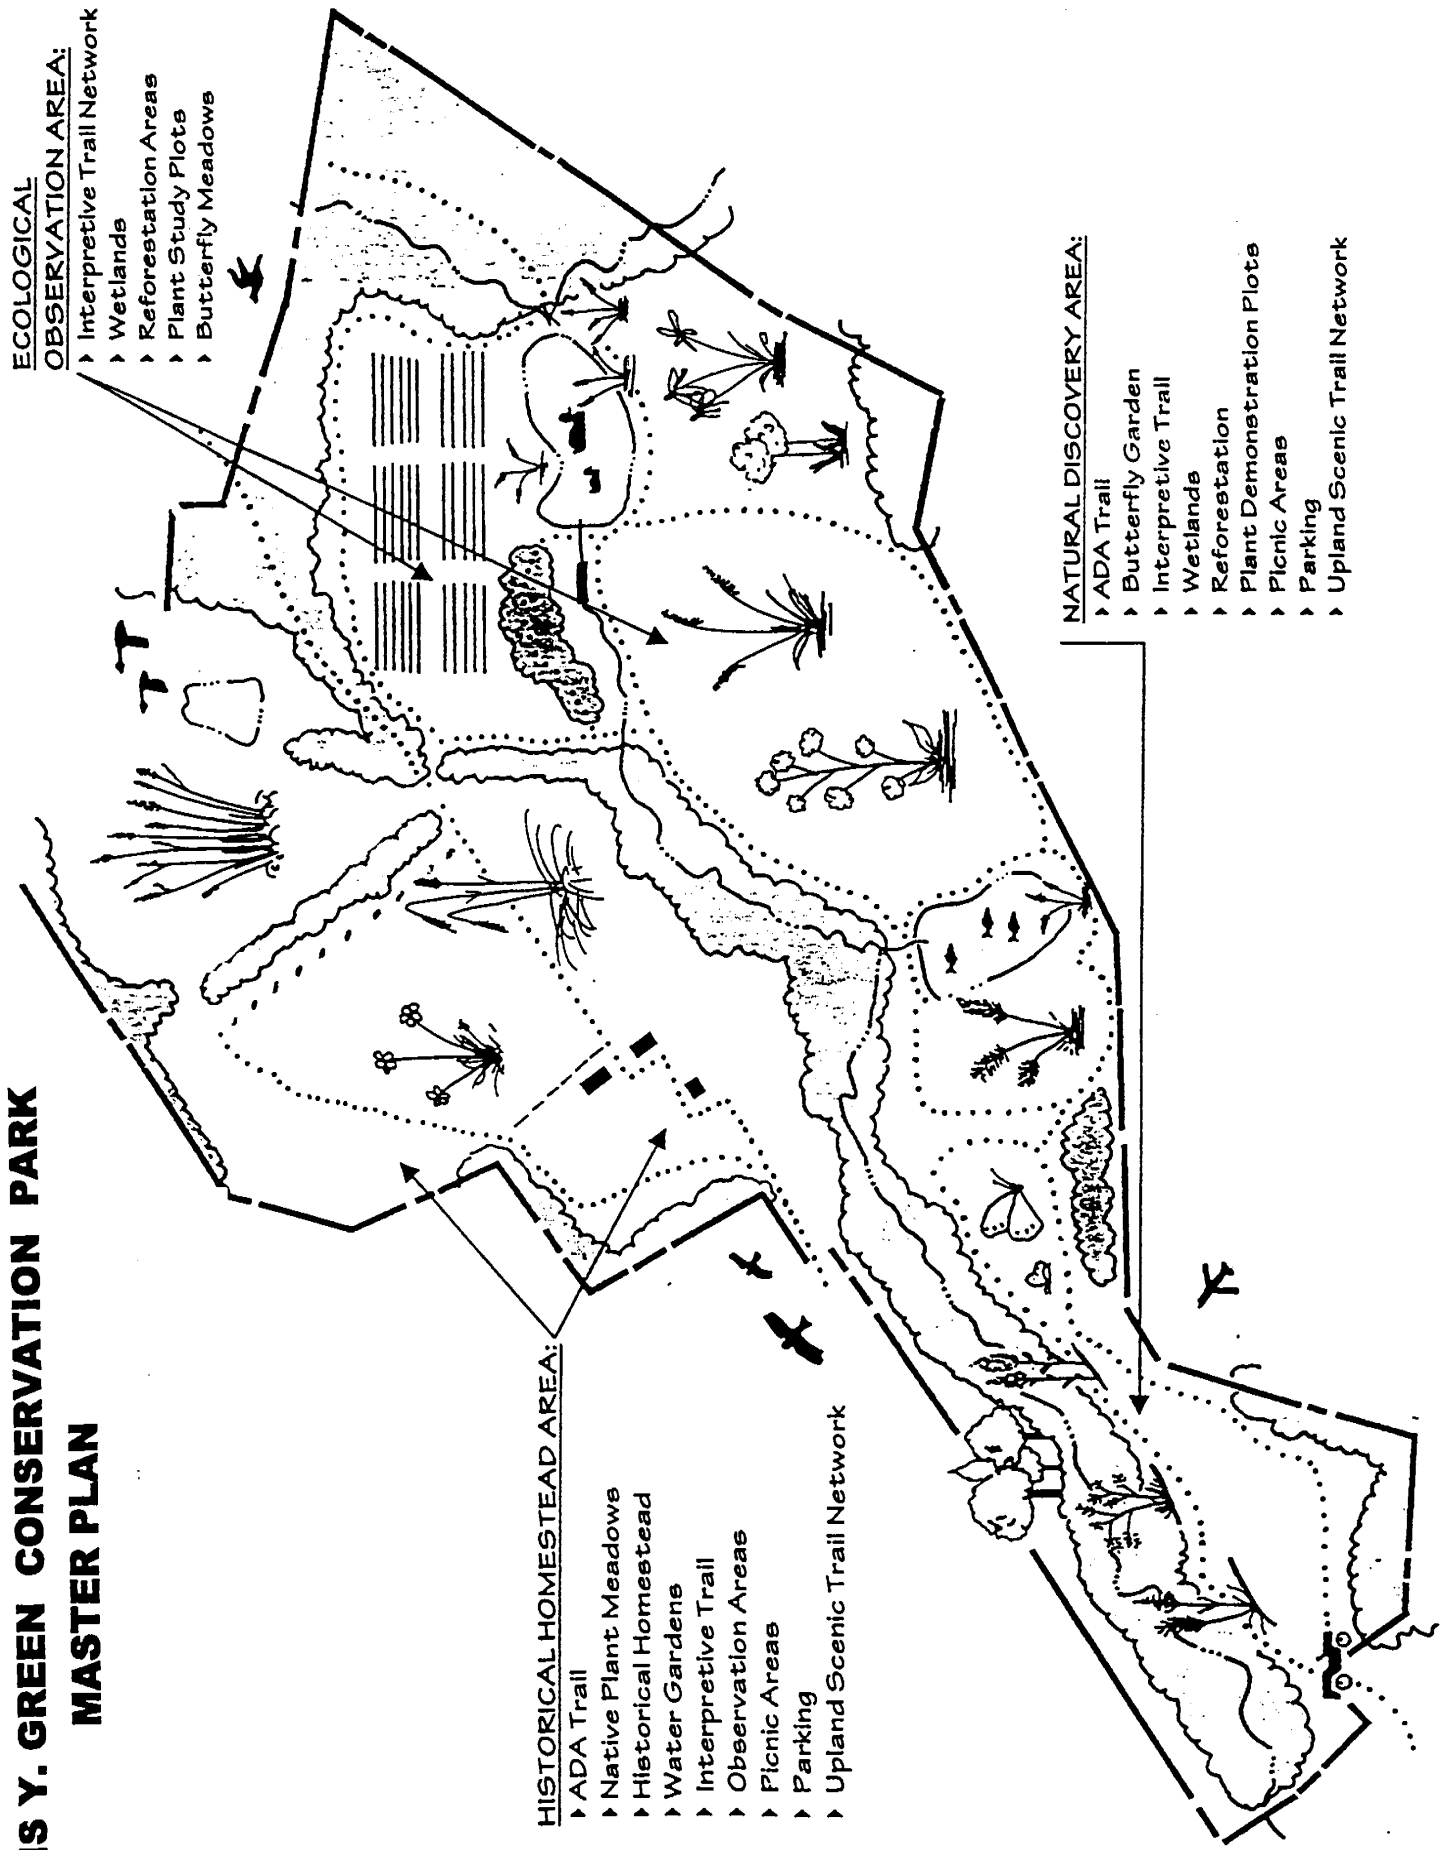 Y. GREEN CONSERVATION PARK
MASTER PLAN
ECOLOGICAL
OBSERVATION AREA:
Interpretive Trail Network
Wetlands
Reforestation Areas
Plant Study Plots
Butterfly Meadows
HISTORICAL HOMESTEAD AREA:
ADA Trail
Native Plant Meadows
Historical Homestead
Water Gardens
Interpretive Trail
Observation Areas
Picnic Areas
Parking
Upland Scenic Trail Network
NATURAL DISCOVERY AREA:
ADA Trail
Butterfly Garden
Interpretive Trail
Wetlands
Reforestation
Plant Demonstration Plots
Picnic Areas
Parking
Upland Scenic Trail Network